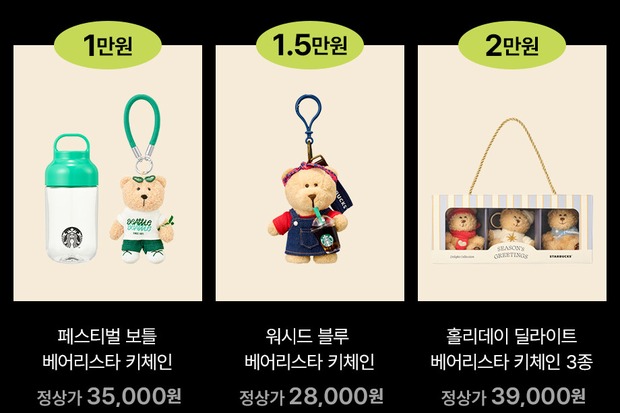 1만원
페스티벌 보틀
베어리스타 키체인
정상가 35,000원
1.5만원
워시드 블루
베어리스타 키체인
정상가 28,000원
2만원
SEASON'S
GREETINGS
STARBUCKS
홀리데이 딜라이트
베어리스타 키체인 3종
정상가 39,000원